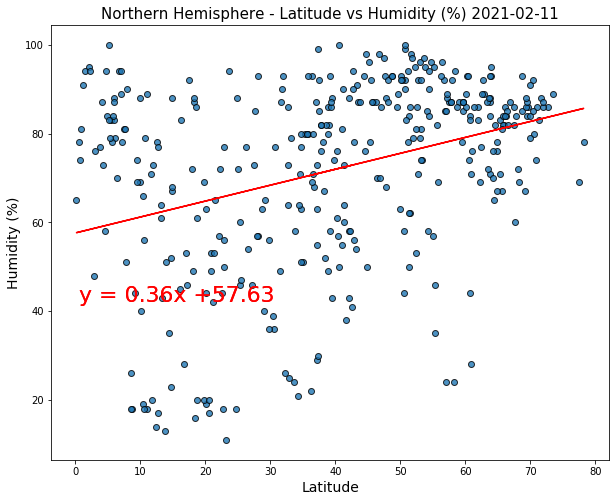 Northern Hemisphere - Latitude vs Humidity (%) 2021-02-11
Humidity (%)
100
80
60
40
20
y = 0.36x +57.63
0 10 20 30 40 50 60 70 80
Latitude